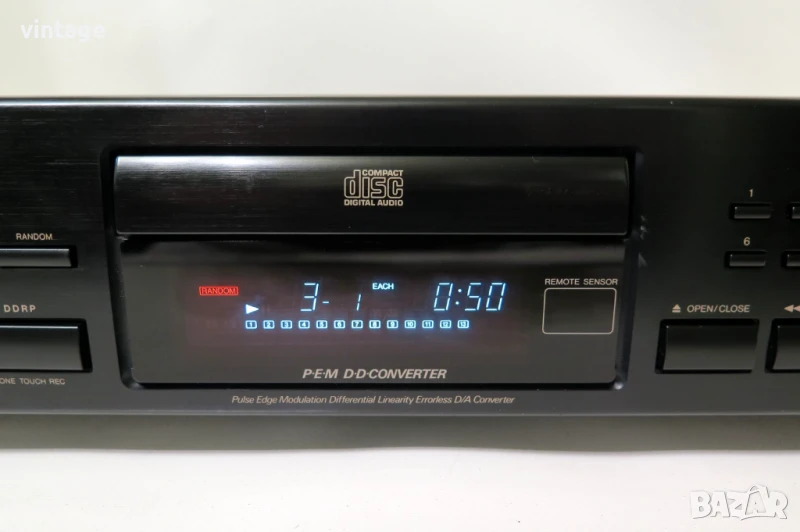 vintage
COMPACT
disc
DIGITAL AUDIO
RANDOM
DDRP
ONE TOUCH REC
RANDOM
3- 1
EACH
0:50
1 2 3 4 5 6 7 8 9 10 11 12 13
P·E·M D·D·CONVERTER
Pulse Edge Modulation Differential Linearity Errorless D/A Converter
REMOTE SENSOR
1
6
OPEN/CLOSE
BAZAR